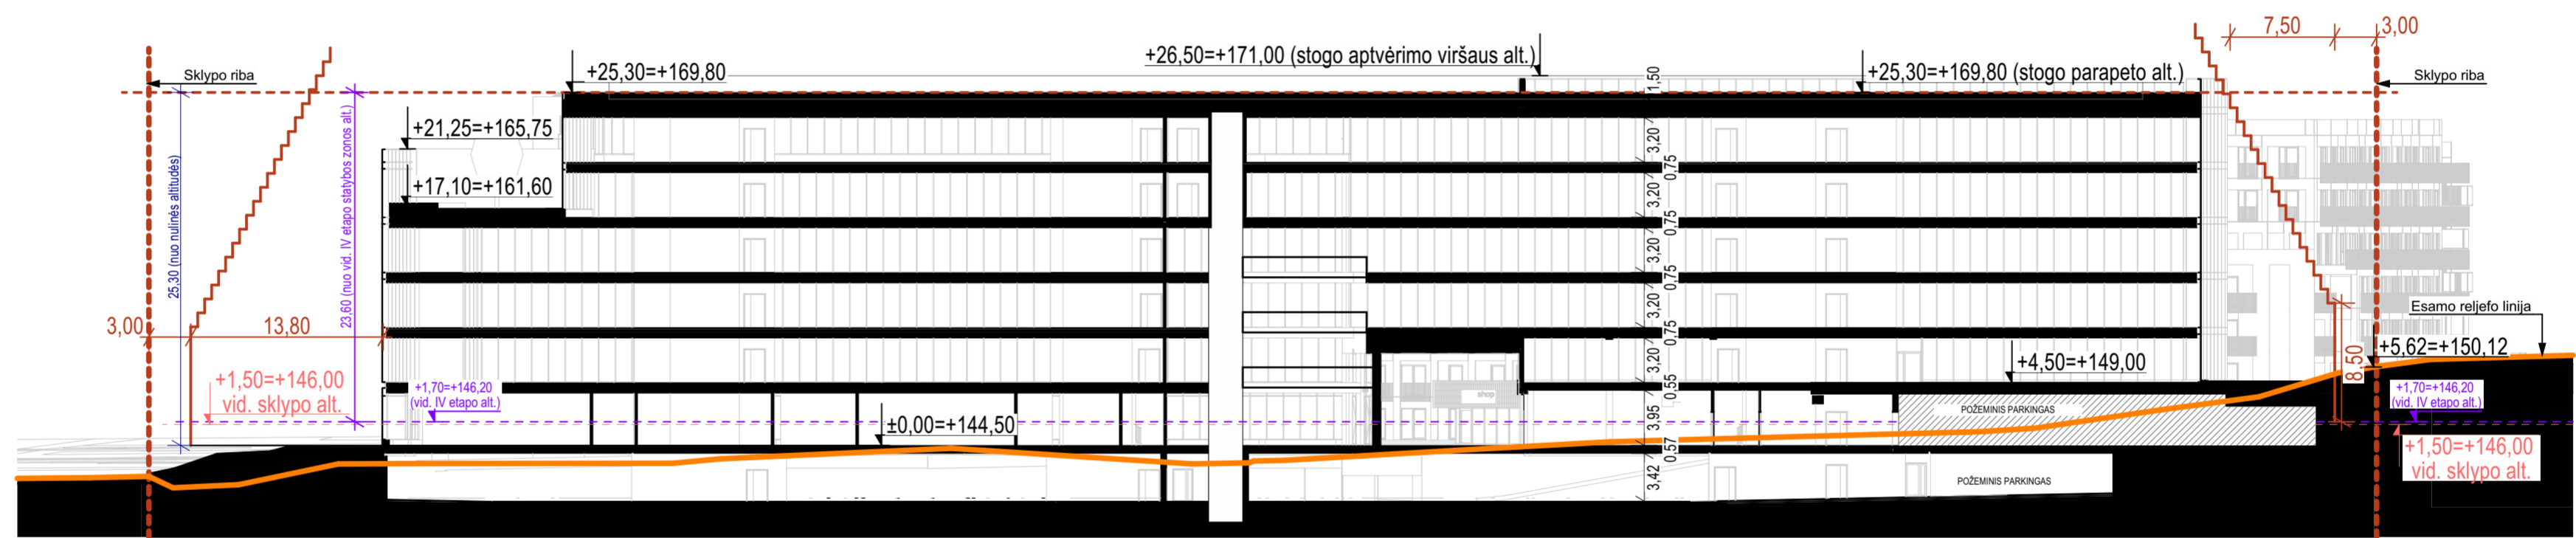 7,50
3,00
+26,50=+171,00 (stogo aptvėrimo viršaus alt.)
Sklypo riba
+25,30=+169,80
1,50
+25,30=+169,80 (stogo parapeto alt.)
Sklypo riba
+21,25=+165,75
3,20
0,75
+17,10=+161,60
3,20
0,75
25,30 (nuo nulinės altitudės)
23,60 (nuo vid. IV etapo statybos zonos alt.)
3,20
0,75
3,20
Esamo reljefo linija
3,00
13,80
0,75
+5,62=+150,12
3,20
+4,50=+149,00
8,50
+1,50=+146,00
vid. sklypo alt.
+1,70=+146,20
(vid. IV etapo alt.)
0,55
shop
+1,70=+146,20
(vid. IV etapo alt.)
POŽEMINIS PARKINGAS
±0,00=+144,50
3,95
0,57
+1,50=+146,00
vid. sklypo alt.
3,42
POŽEMINIS PARKINGAS